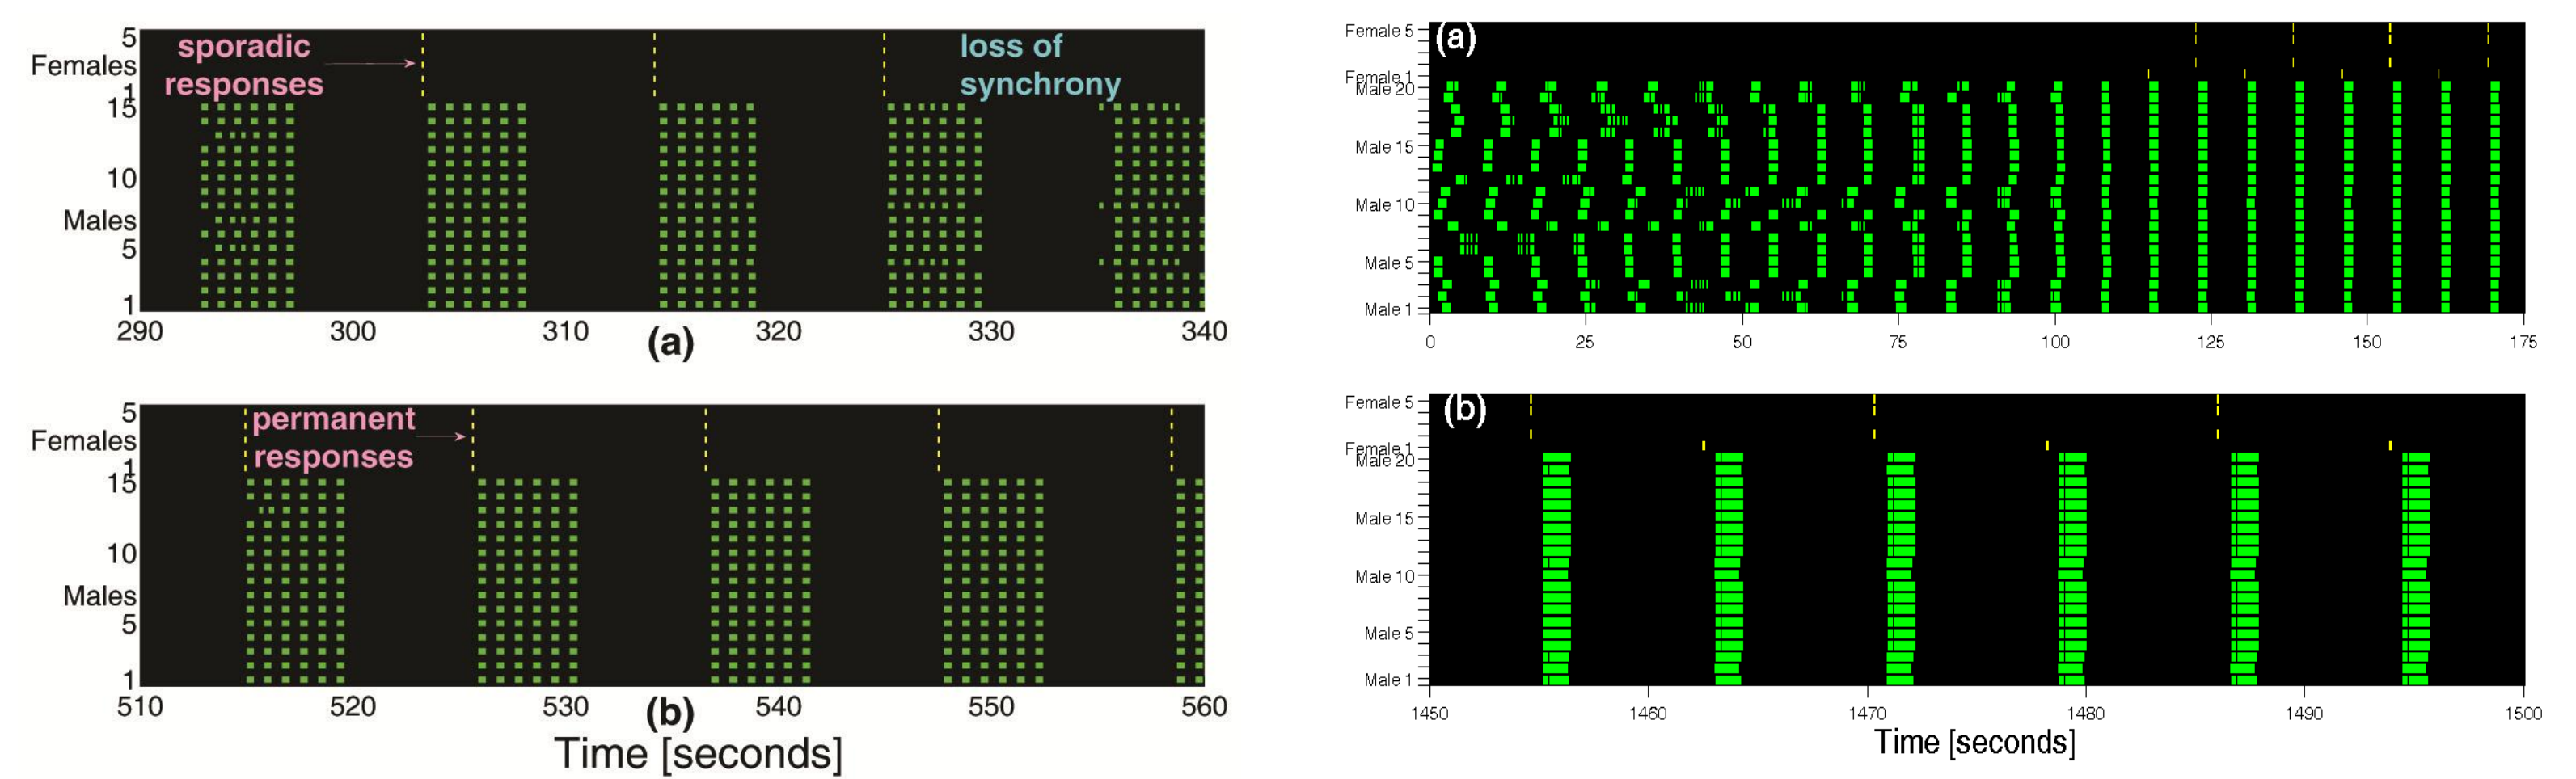 5
Females
1
sporadic
responses
loss of
synchrony
15
10
Males
5
1
290 300 310 320 330 340
(a)
5
Females
1
permanent
responses
15
10
Males
5
1
510 520 530 540 550 560
(b)
Time [seconds]
(a)
Female 5
Female 1
Male 20
Male 15
Male 10
Male 5
Male 1
0 25 50 75 100 125 150 175
(b)
Female 5
Female 1
Male 20
Male 15
Male 10
Male 5
Male 1
1450 1460 1470 1480 1490 1500
Time [seconds]